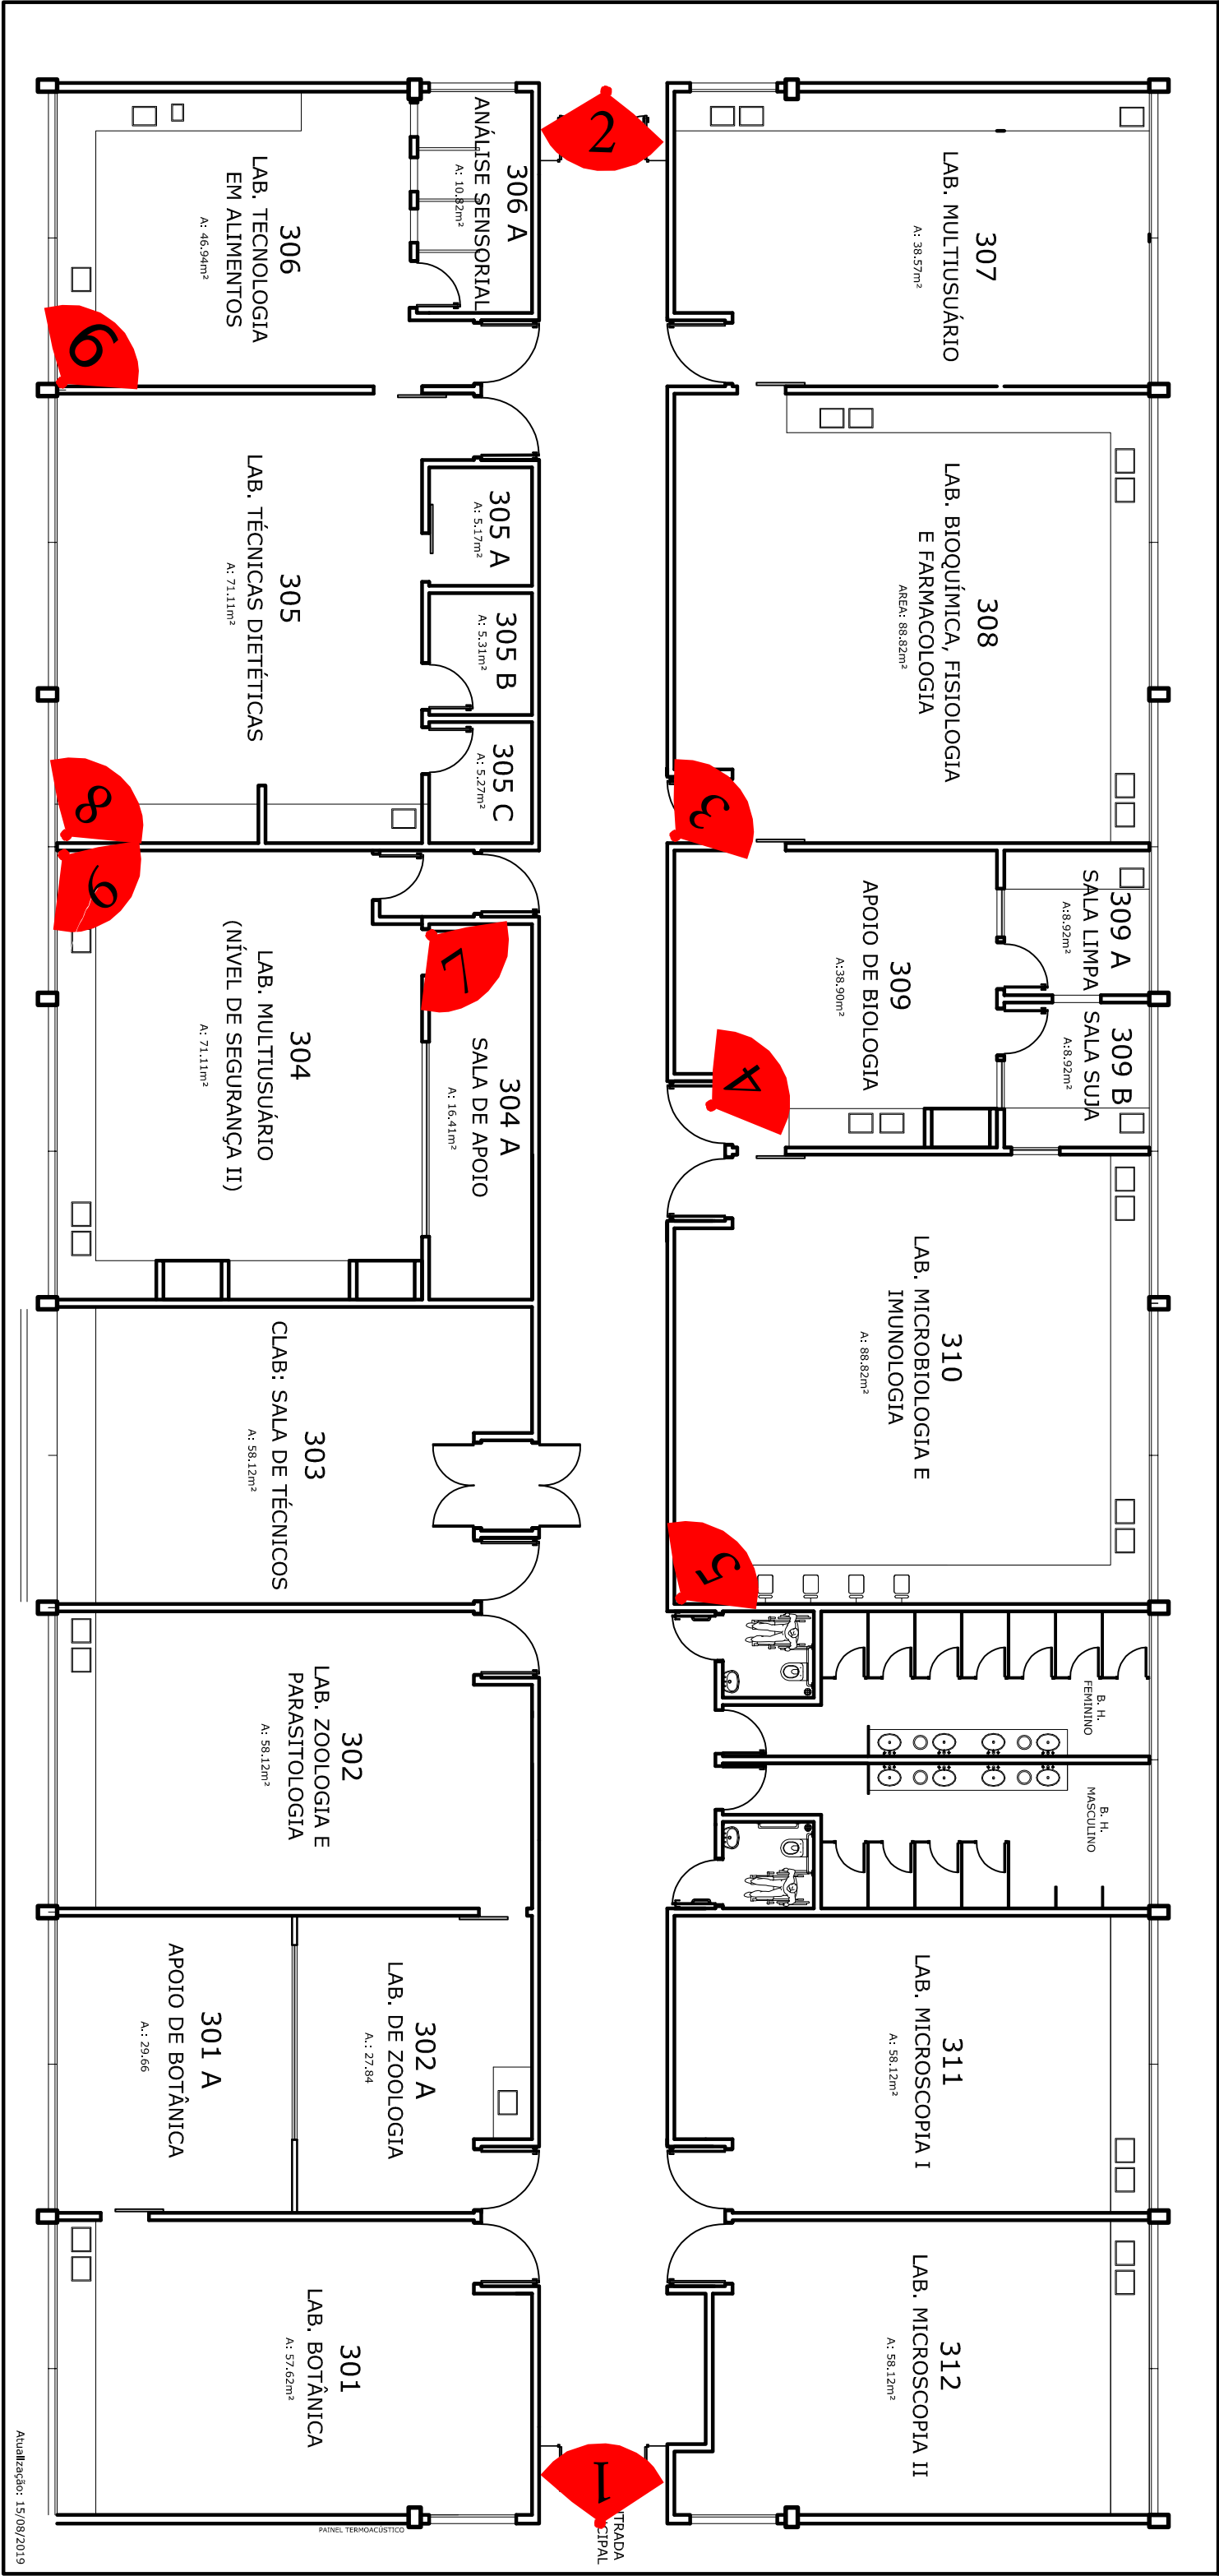 306 A
ANÁLISE SENSORIAL
A: 10.82m²
306
LAB. TECNOLOGIA
EM ALIMENTOS
A: 46.94m²
307
LAB. MULTIUSUÁRIO
A: 38.57m²
2
6
305
LAB. TÉCNICAS DIETÉTICAS
A: 71.11m²
305 A
A: 5.17m²
305 B
A: 5.31m²
305 C
A: 5.27m²
308
LAB. BIOQUÍMICA, FISIOLOGIA
E FARMACOLOGIA
AREA: 88.82m²
8
3
9
7
304
LAB. MULTIUSUÁRIO
(NÍVEL DE SEGURANÇA II)
A: 71.11m²
304 A
SALA DE APOIO
A: 16.41m²
309
APOIO DE BIOLOGIA
A:38.90m²
309 A
SALA LIMPA
A:8.92m²
309 B
SALA SUJA
A:8.92m²
4
303
CLAB: SALA DE TÉCNICOS
A: 58.12m²
310
LAB. MICROBIOLOGIA E
IMUNOLOGIA
A: 88.82m²
5
302
LAB. ZOOLOGIA E
PARASITOLOGIA
A: 58.12m²
B. H.
FEMININO
B. H.
MASCULINO
301 A
APOIO DE BOTÂNICA
A.: 29.66
302 A
LAB. DE ZOOLOGIA
A.: 27.84
311
LAB. MICROSCOPIA I
A: 58.12m²
301
LAB. BOTÂNICA
A: 57.62m²
312
LAB. MICROSCOPIA II
A: 58.12m²
1
PAINEL TERMOACÚSTICO
Atualização: 15/08/2019